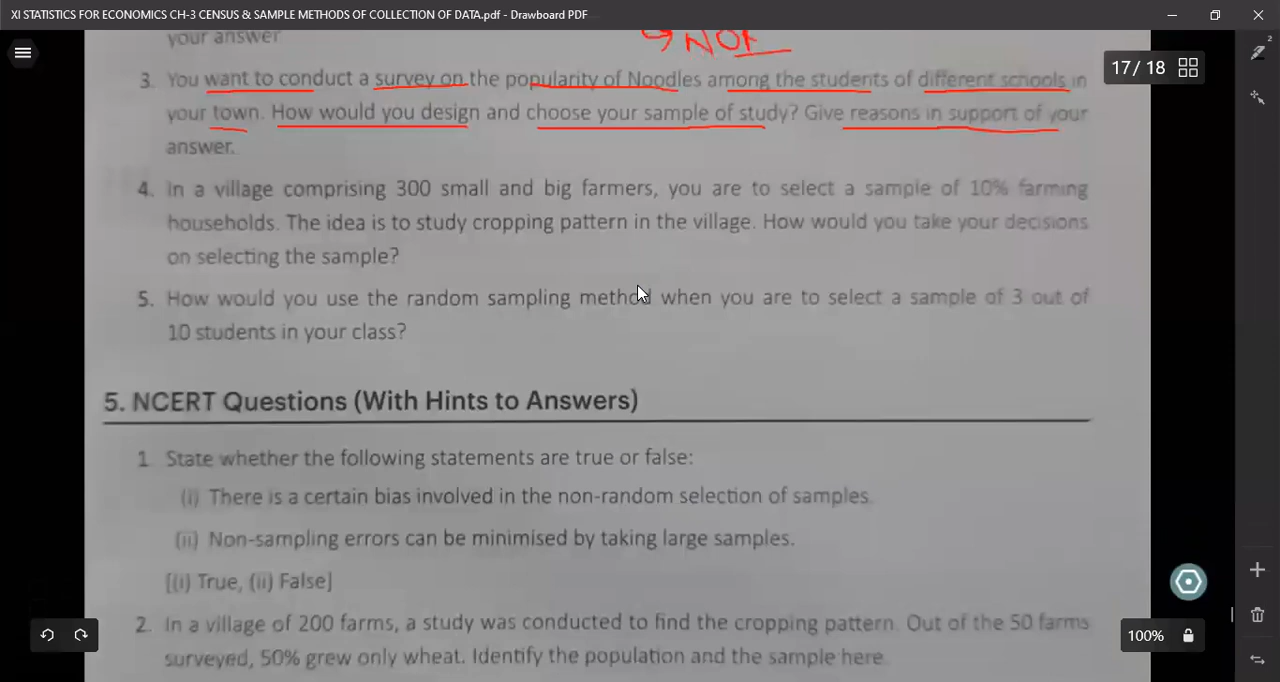 XI STATISTICS FOR ECONOMICS CH-3 CENSUS & SAMPLE METHODS OF COLLECTION OF DATA.pdf - Drawboard PDF
your answer
NOF
17/18
3. You want to conduct a survey on the popularity of Noodles among the students of different schools in
your town. How would you design and choose your sample of study? Give reasons in support of your
answer.
4. In a village comprising 300 small and big farmers, you are to select a sample of 10% farming
households. The idea is to study cropping pattern in the village. How would you take your decisions
on selecting the sample?
5. How would you use the random sampling method when you are to select a sample of 3 out of
10 students in your class?
5. NCERT Questions (With Hints to Answers)
1 State whether the following statements are true or false:
(i) There is a certain bias involved in the non-random selection of samples.
(ii) Non-sampling errors can be minimised by taking large samples.
[(i) True, (ii) False]
2. In a village of 200 farms, a study was conducted to find the cropping pattern. Out of the 50 farms
surveyed, 50% grew only wheat. Identify the population and the sample here.
100%